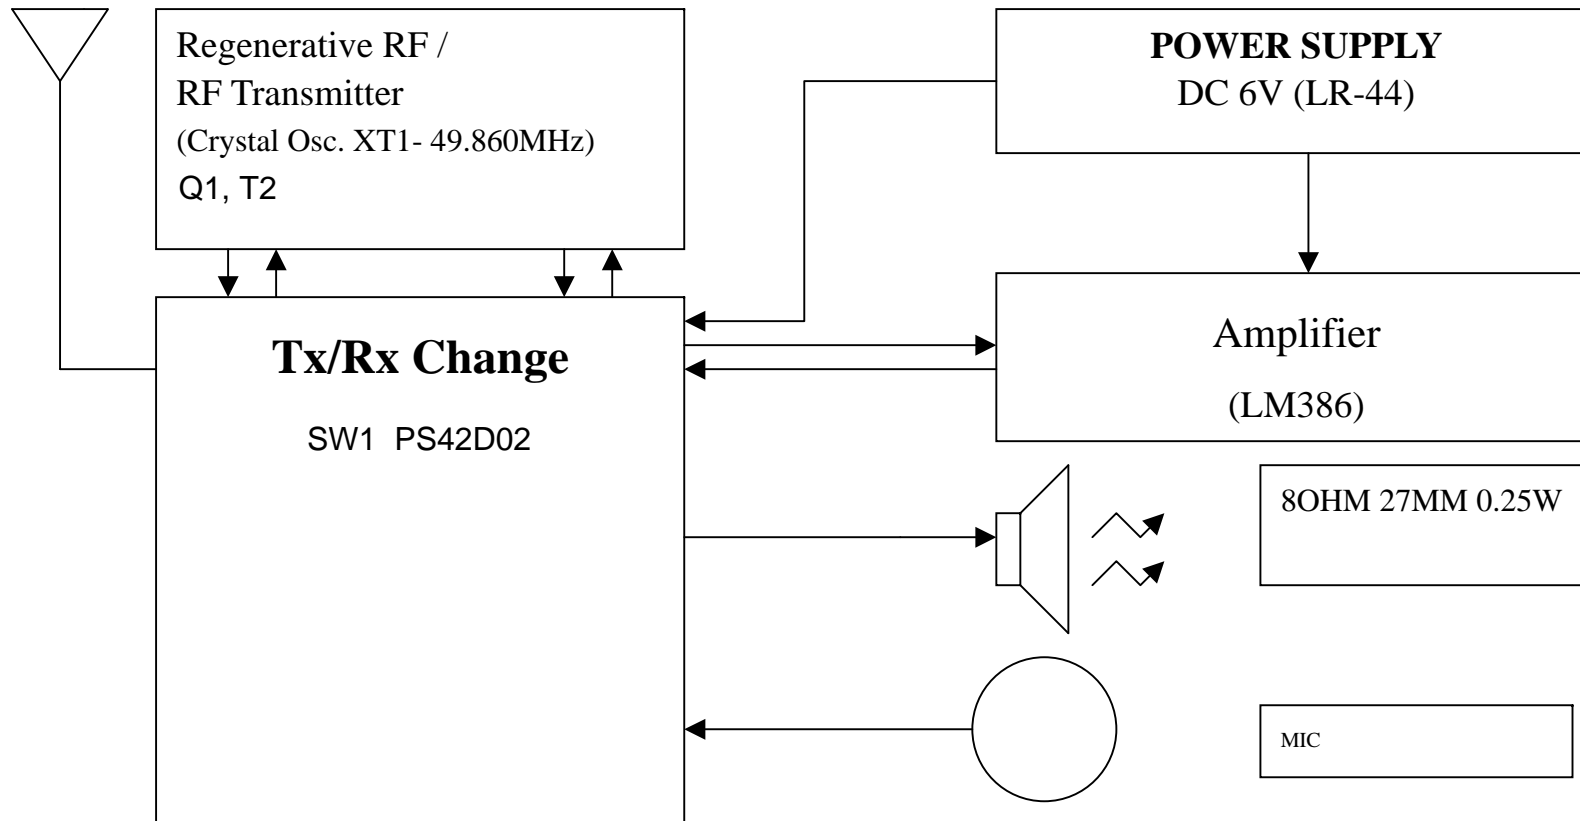 Regenerative RF /
RF Transmitter
(Crystal Osc. XT1- 49.860MHz)
Q1, T2
POWER SUPPLY
DC 6V (LR-44)
Tx/Rx Change
SW1  PS42D02
Amplifier
(LM386)
8OHM 27MM 0.25W
MIC